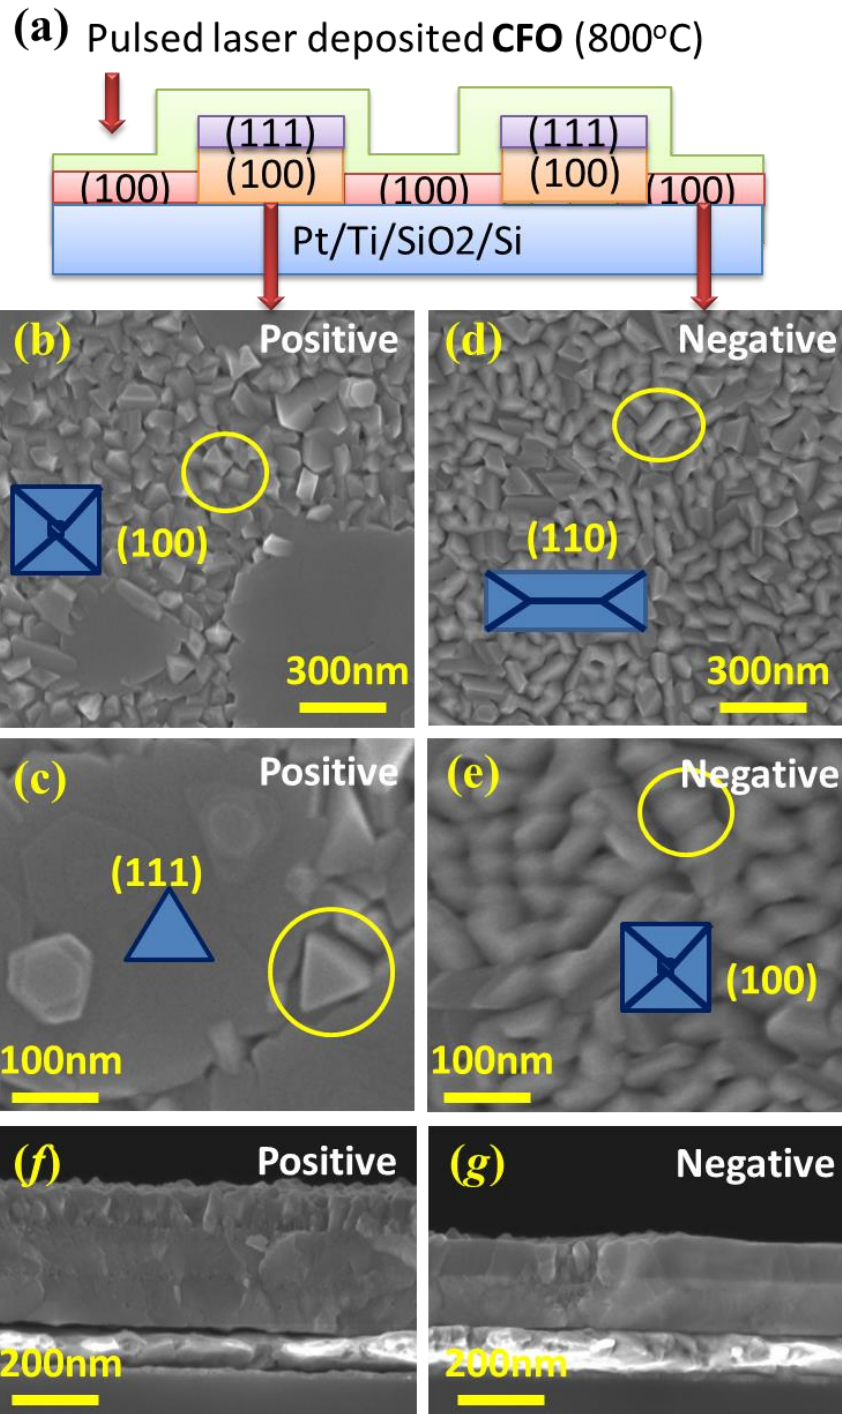 (a) Pulsed laser deposited CFO (800°C)
(111) (111)
(100) (100) (100) (100) (100)
Pt/Ti/SiO2/Si
(b) Positive
(100)
300nm
(d) Negative
(110)
300nm
(c) Positive
(111)
100nm
(e) Negative
(100)
100nm
(f) Positive
200nm
(g) Negative
200nm